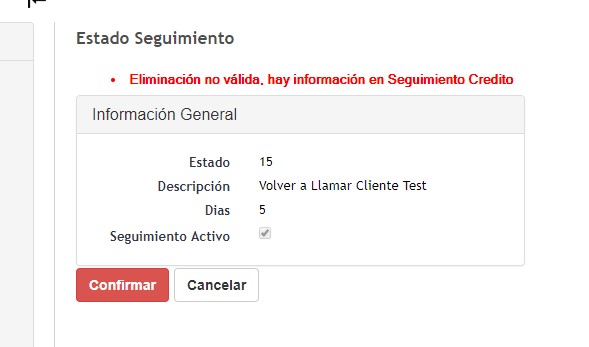 Estado Seguimiento
Eliminación no válida, hay información en Seguimiento Credito
Información General
Estado 15
Descripción Volver a Llamar Cliente Test
Dias 5
Seguimiento Activo
Confirmar Cancelar